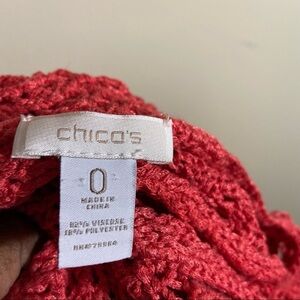 chico's
0
MADE IN
CHINA
82% VISCOSE
18% POLYESTER